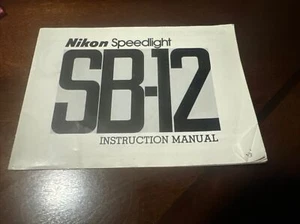 Nikon Speedlight
SB-12
INSTRUCTION MANUAL